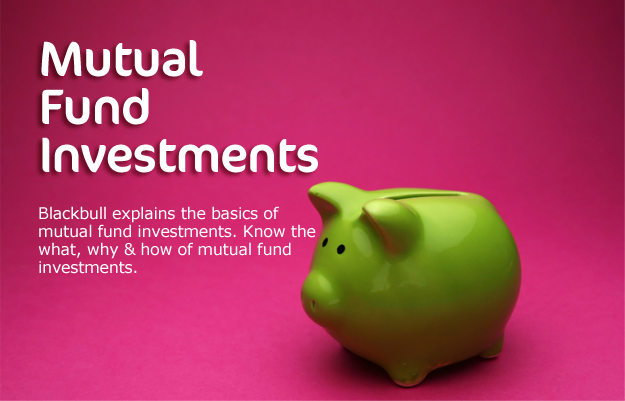 Mutual
Fund
Investments
Blackbull explains the basics of
mutual fund investments. Know the
what, why & how of mutual fund
investments.